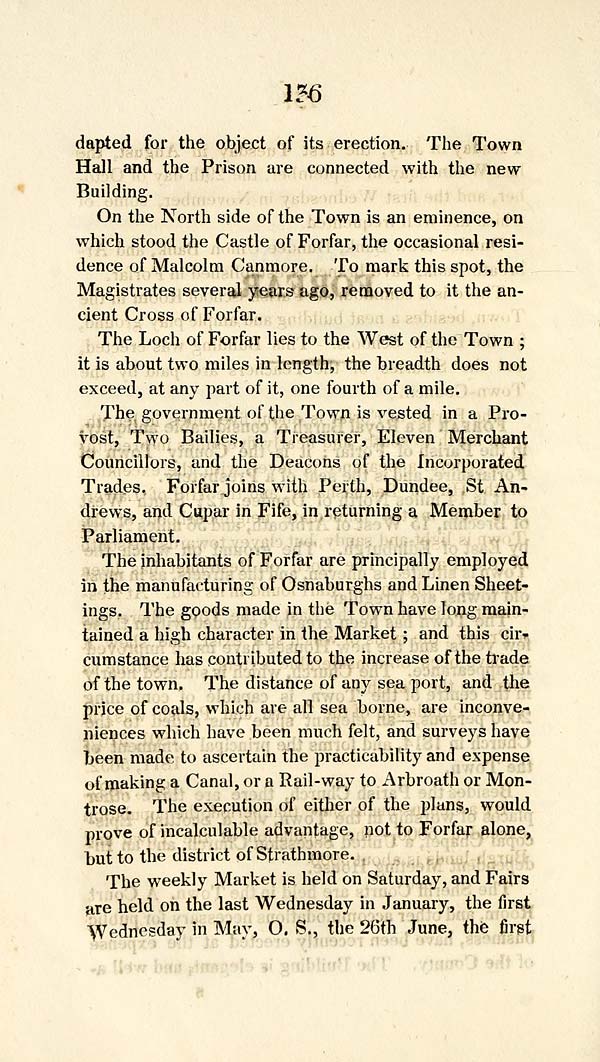 136
dapted for the object of its erection. The Town
Hall and the Prison are connected with the new
Building.
On the North side of the Town is an eminence, on
which stood the Castle of Forfar, the occasional resi-
dence of Malcolm Canmore. To mark this spot, the
Magistrates several years ago, removed to it the an-
cient Cross of Forfar.
The Loch of Forfar lies to the West of the Town ;
it is about two miles in length, the breadth does not
exceed, at any part of it, one fourth of a mile.
The government of the Town is vested in a Pro-
vost, Two Bailies, a Treasurer, Eleven Merchant
Councillors, and the Deacons of the Incorporated
Trades. Forfar joins with Perth, Dundee, St An-
drews, and Cupar in Fife, in returning a Member to
Parliament.
The inhabitants of Forfar are principally employed
in the manufacturing of Osnaburghs and Linen Sheet-
ings. The goods made in the Town have long main-
tained a high character in the Market ; and this cir-
cumstance has contributed to the increase of the trade
of the town. The distance of any sea port, and the
price of coals, which are all sea borne, are inconve-
niences which have been much felt, and surveys have
been made to ascertain the practicability and expense
of making a Canal, or a Rail-way to Arbroath or Mon-
trose. The execution of either of the plans, would
prove of incalculable advantage, not to Forfar alone,
but to the district of Strathmore.
The weekly Market is held on Saturday, and Fairs
are held on the last Wednesday in January, the first
Wednesday in May, O. S., the 26th June, the first